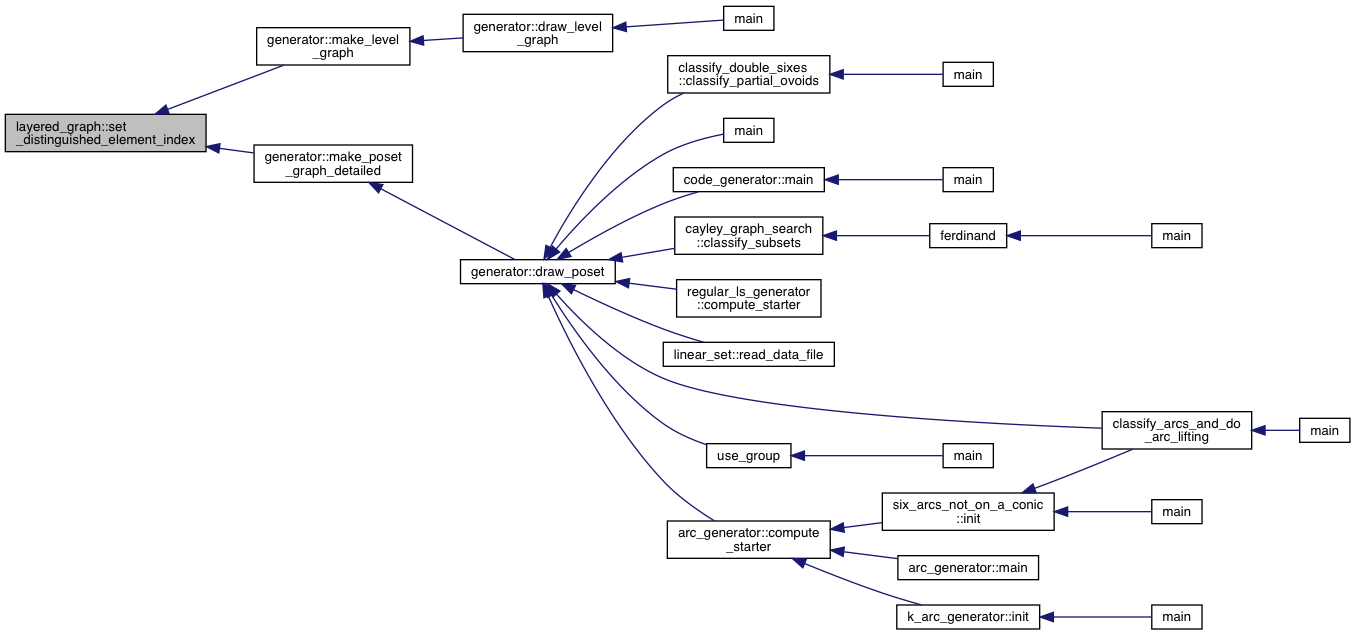 main
generator::draw_level
_graph
generator::make_level
_graph
classify_double_sixes
::classify_partial_ovoids
main
layered_graph::set
_distinguished_element_index
main
generator::make_poset
_graph_detailed
code_generator::main
main
cayley_graph_search
::classify_subsets
ferdinand
main
generator::draw_poset
regular_ls_generator
::compute_starter
linear_set::read_data_file
classify_arcs_and_do
_arc_lifting
main
use_group
main
six_arcs_not_on_a_conic
::init
main
arc_generator::compute
_starter
arc_generator::main
k_arc_generator::init
main